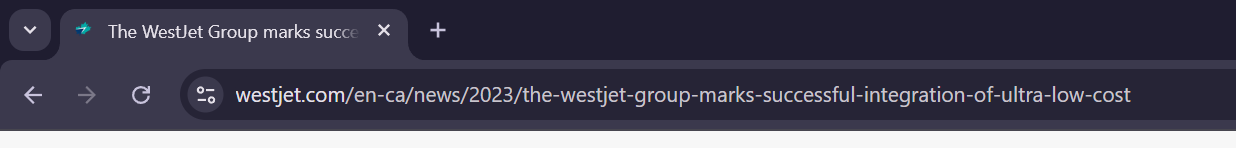 The WestJet Group marks succe
westjet.com/en-ca/news/2023/the-westjet-group-marks-successful-integration-of-ultra-low-cost